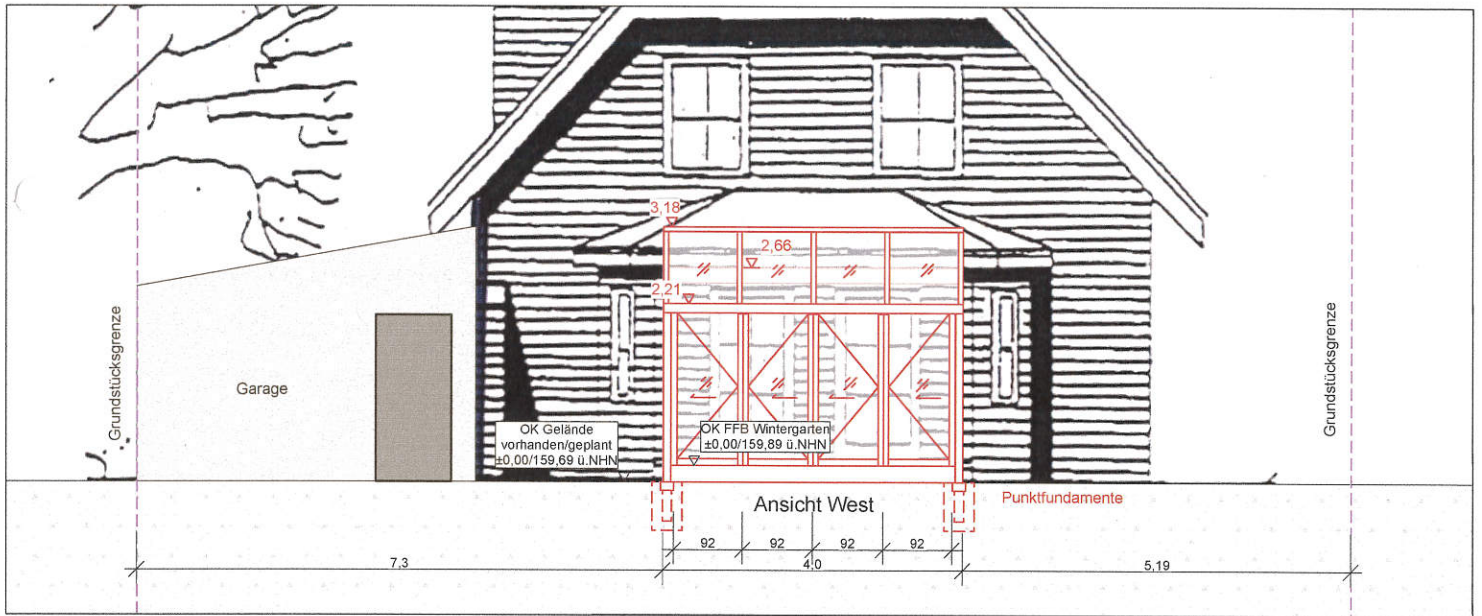 3,18
2,66
2,21
Grundstücksgrenze
Garage
Grundstücksgrenze
OK Gelände
vorhanden/geplant
±0,00/159,69 ü.NHN
OK FFB Wintergarten
±0,00/159,89 ü.NHN
Ansicht West
Punktfundamente
92 92 92 92
7,3 4,0 5,19